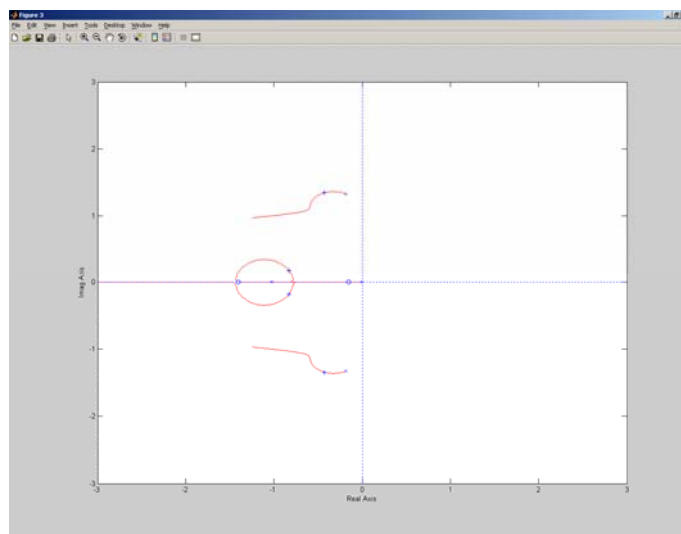 Figure 3
File Edit View Insert Tools Desktop Window Help
3
2
1
0
-1
-2
-3
Imag Axis
-3 -2 -1 0 1 2 3
Real Axis